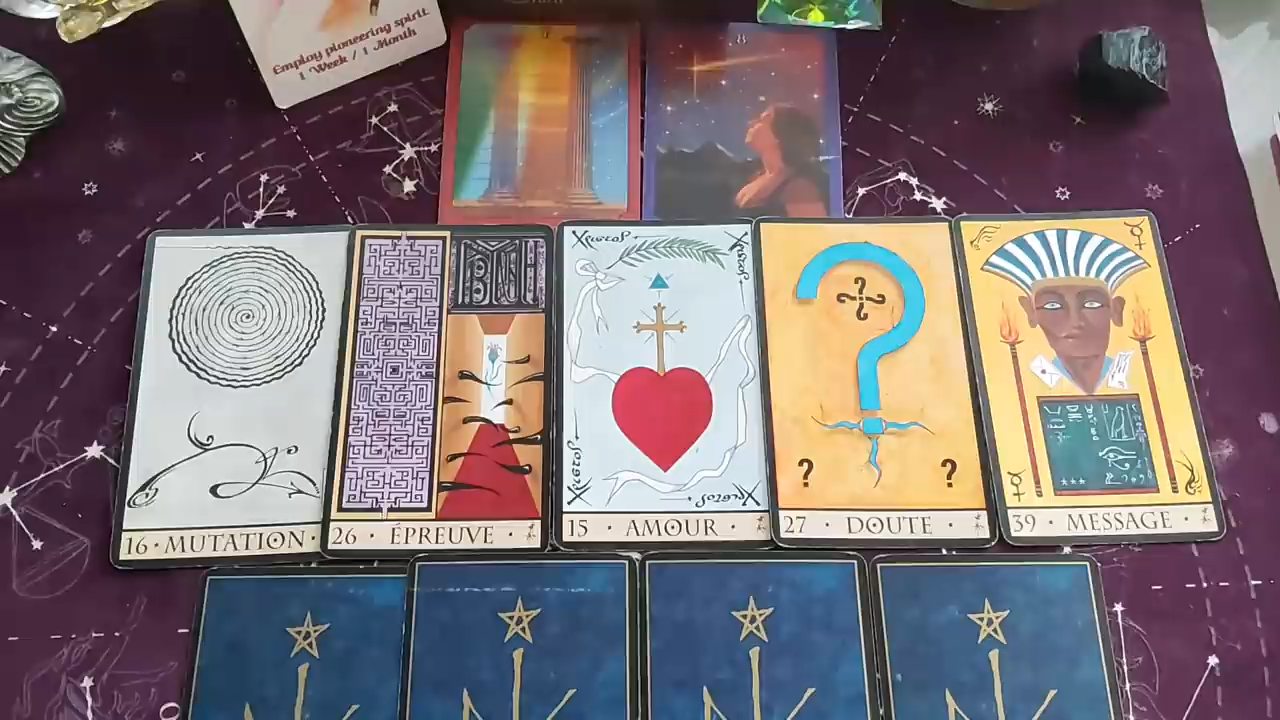 Employ pioneering spirit
1 Week / 1 Month
16 · MUTATION ·
26 · ÉPREUVE ·
15 · AMOUR ·
27 · DOUTE ·
39 · MESSAGE ·
?
? ?